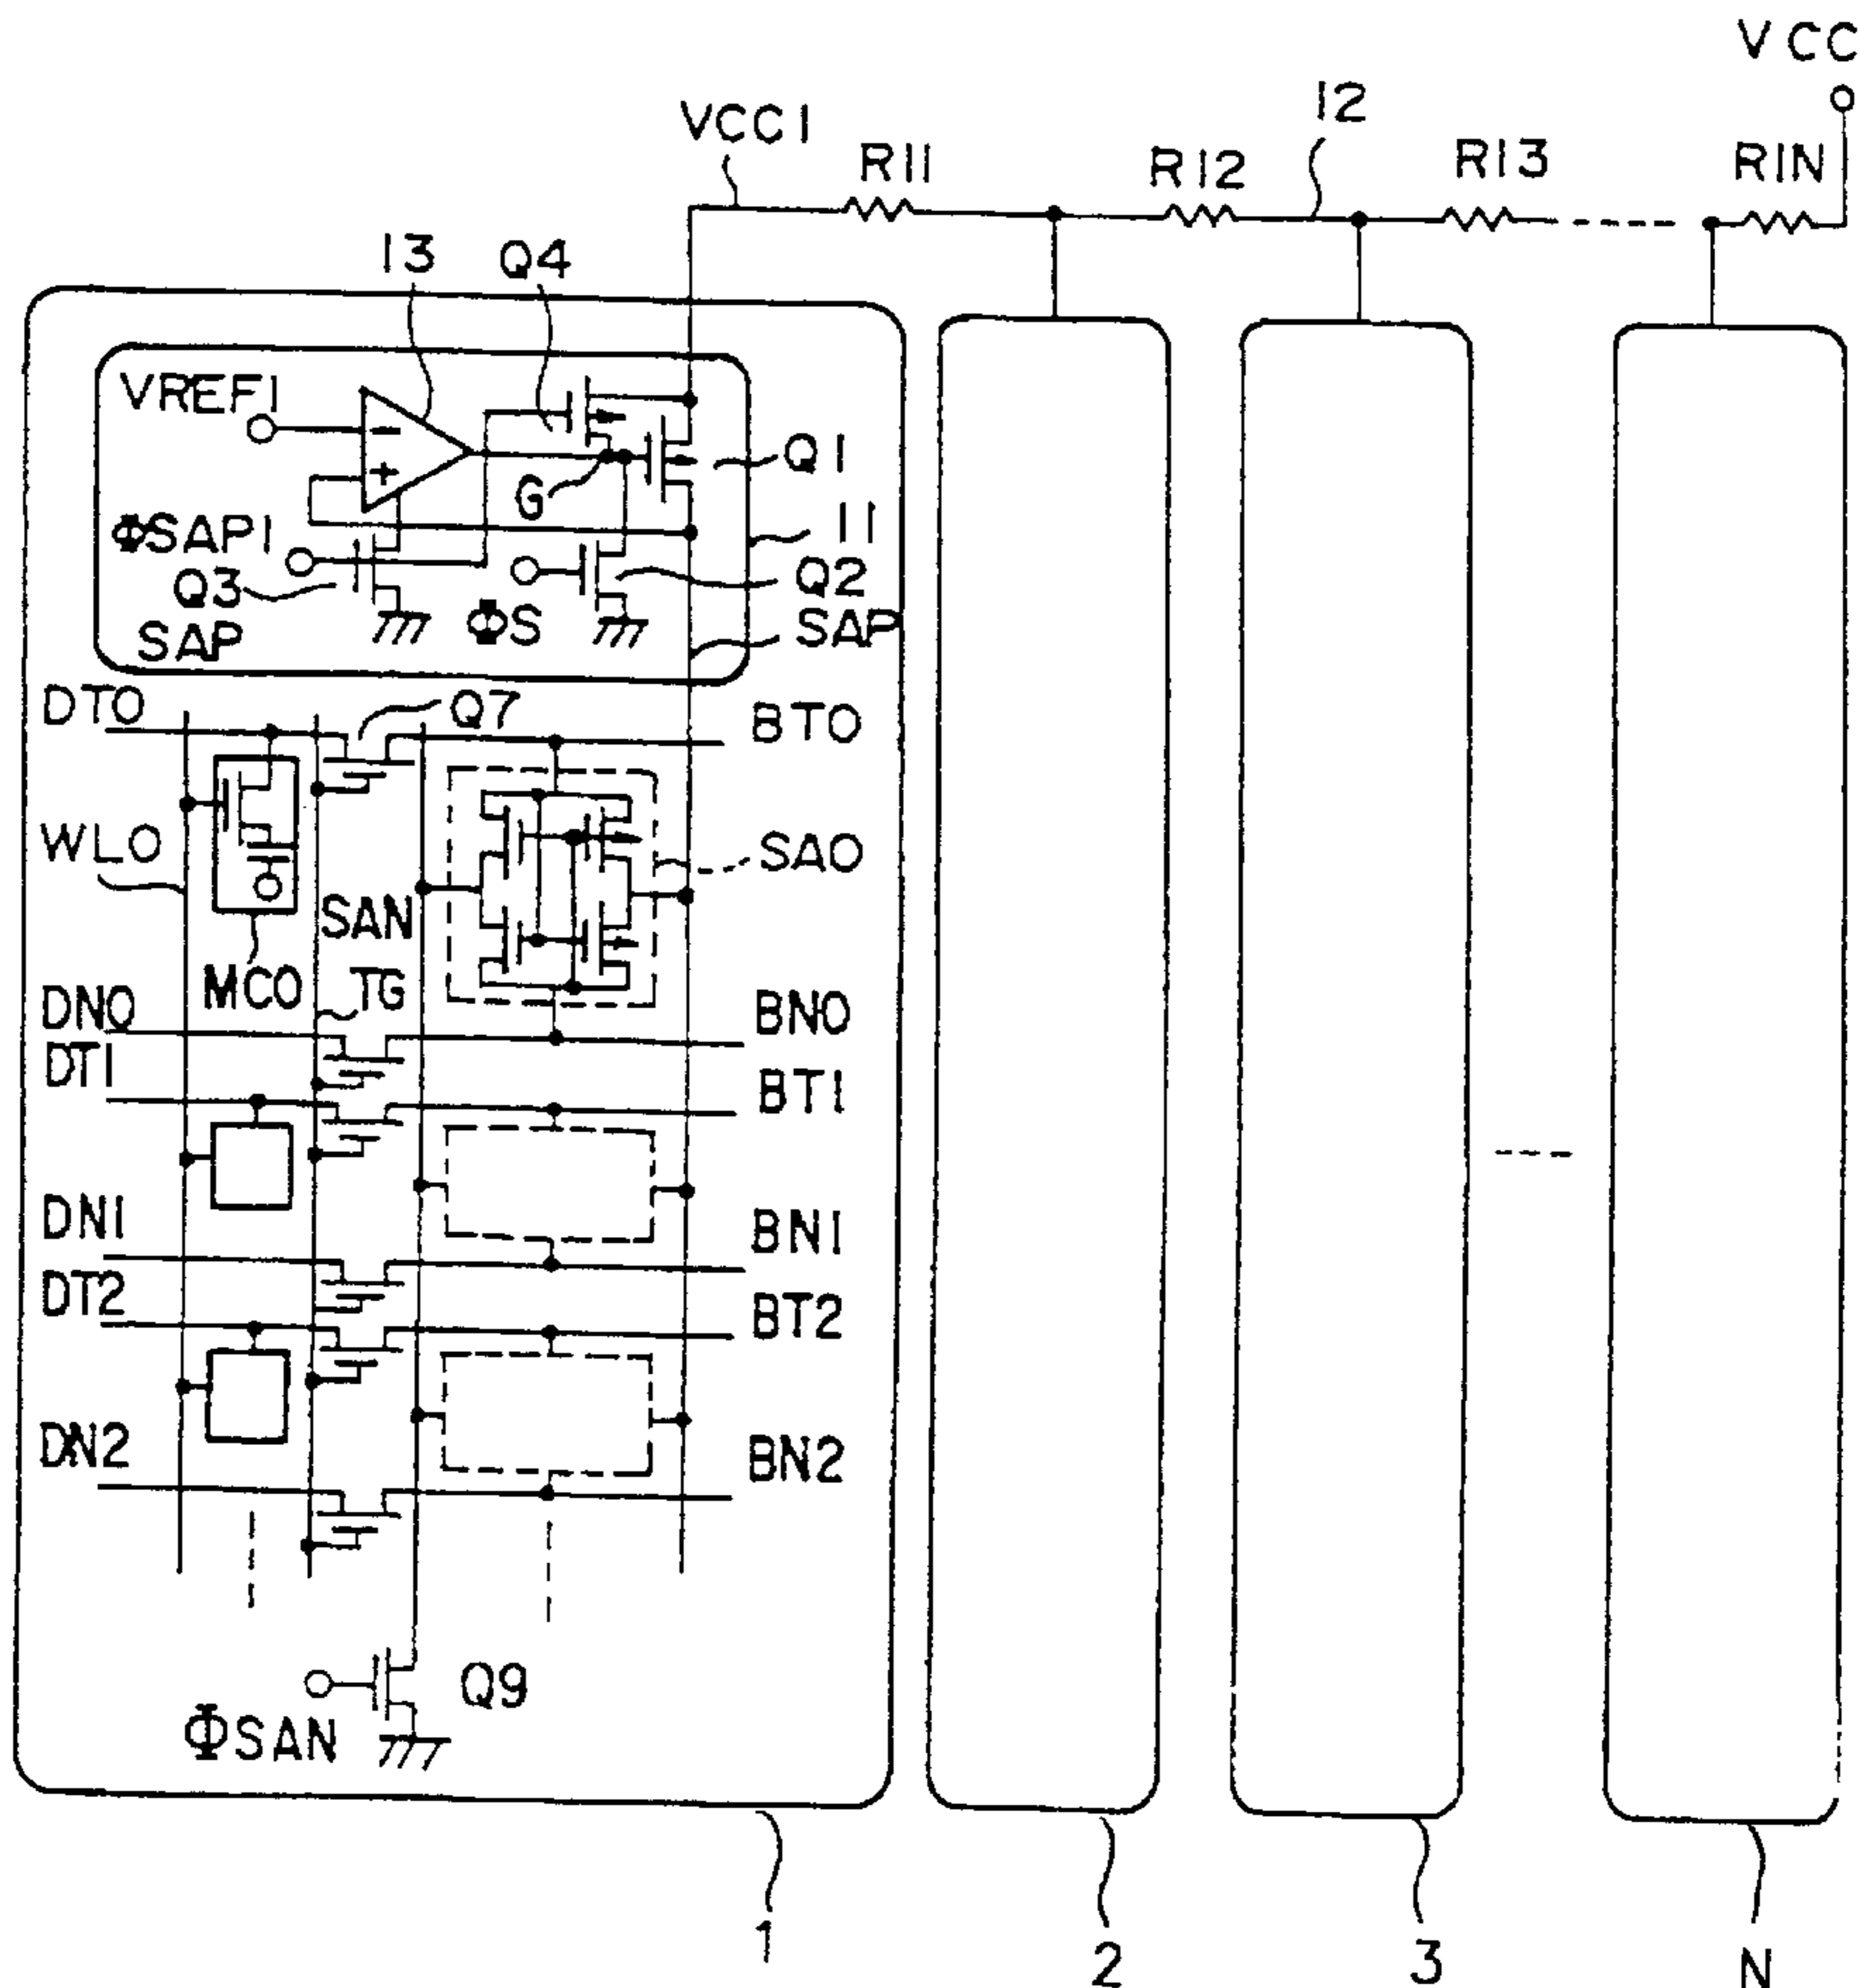 VCC
VCC1
R11
R12
12
R13
R1N
13
Q4
VREF1
Q1
G
11
ΦSAP1
Q3
Q2
ΦS
SAP
SAP
DT0
Q7
BT0
WL0
SA0
SAN
MC0
TG
DN0
BN0
DT1
BT1
DN1
BN1
DT2
BT2
DN2
BN2
Q9
ΦSAN
1
2
3
N